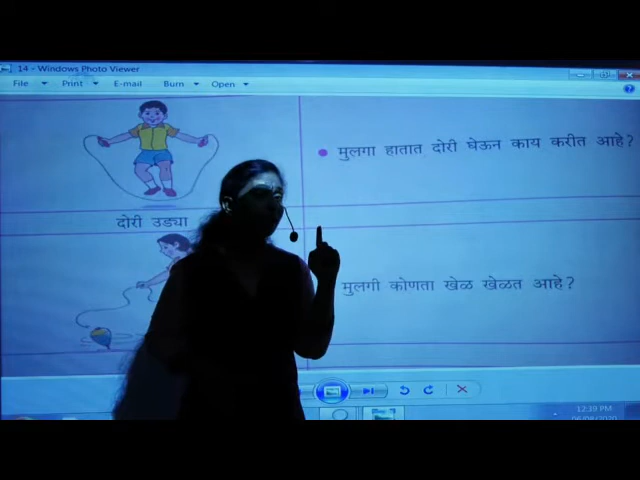 14 - Windows Photo Viewer
File Print E-mail Burn Open
मुलगा हातात दोरी घेऊन काय करीत आहे?
दोरी उड्या
मुलगी कोणता खेळ खेळत आहे?
12:39 PM